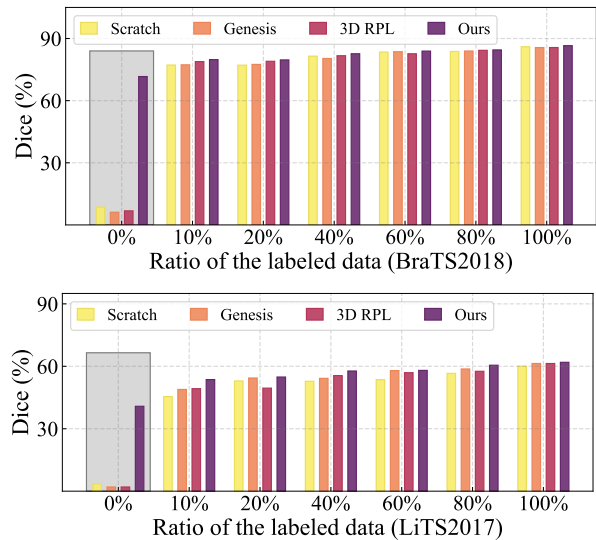 Scratch Genesis 3D RPL Ours
90
60
30
Dice (%)
0% 10% 20% 40% 60% 80% 100%
Ratio of the labeled data (BraTS2018)
Scratch Genesis 3D RPL Ours
90
60
30
Dice (%)
0% 10% 20% 40% 60% 80% 100%
Ratio of the labeled data (LiTS2017)